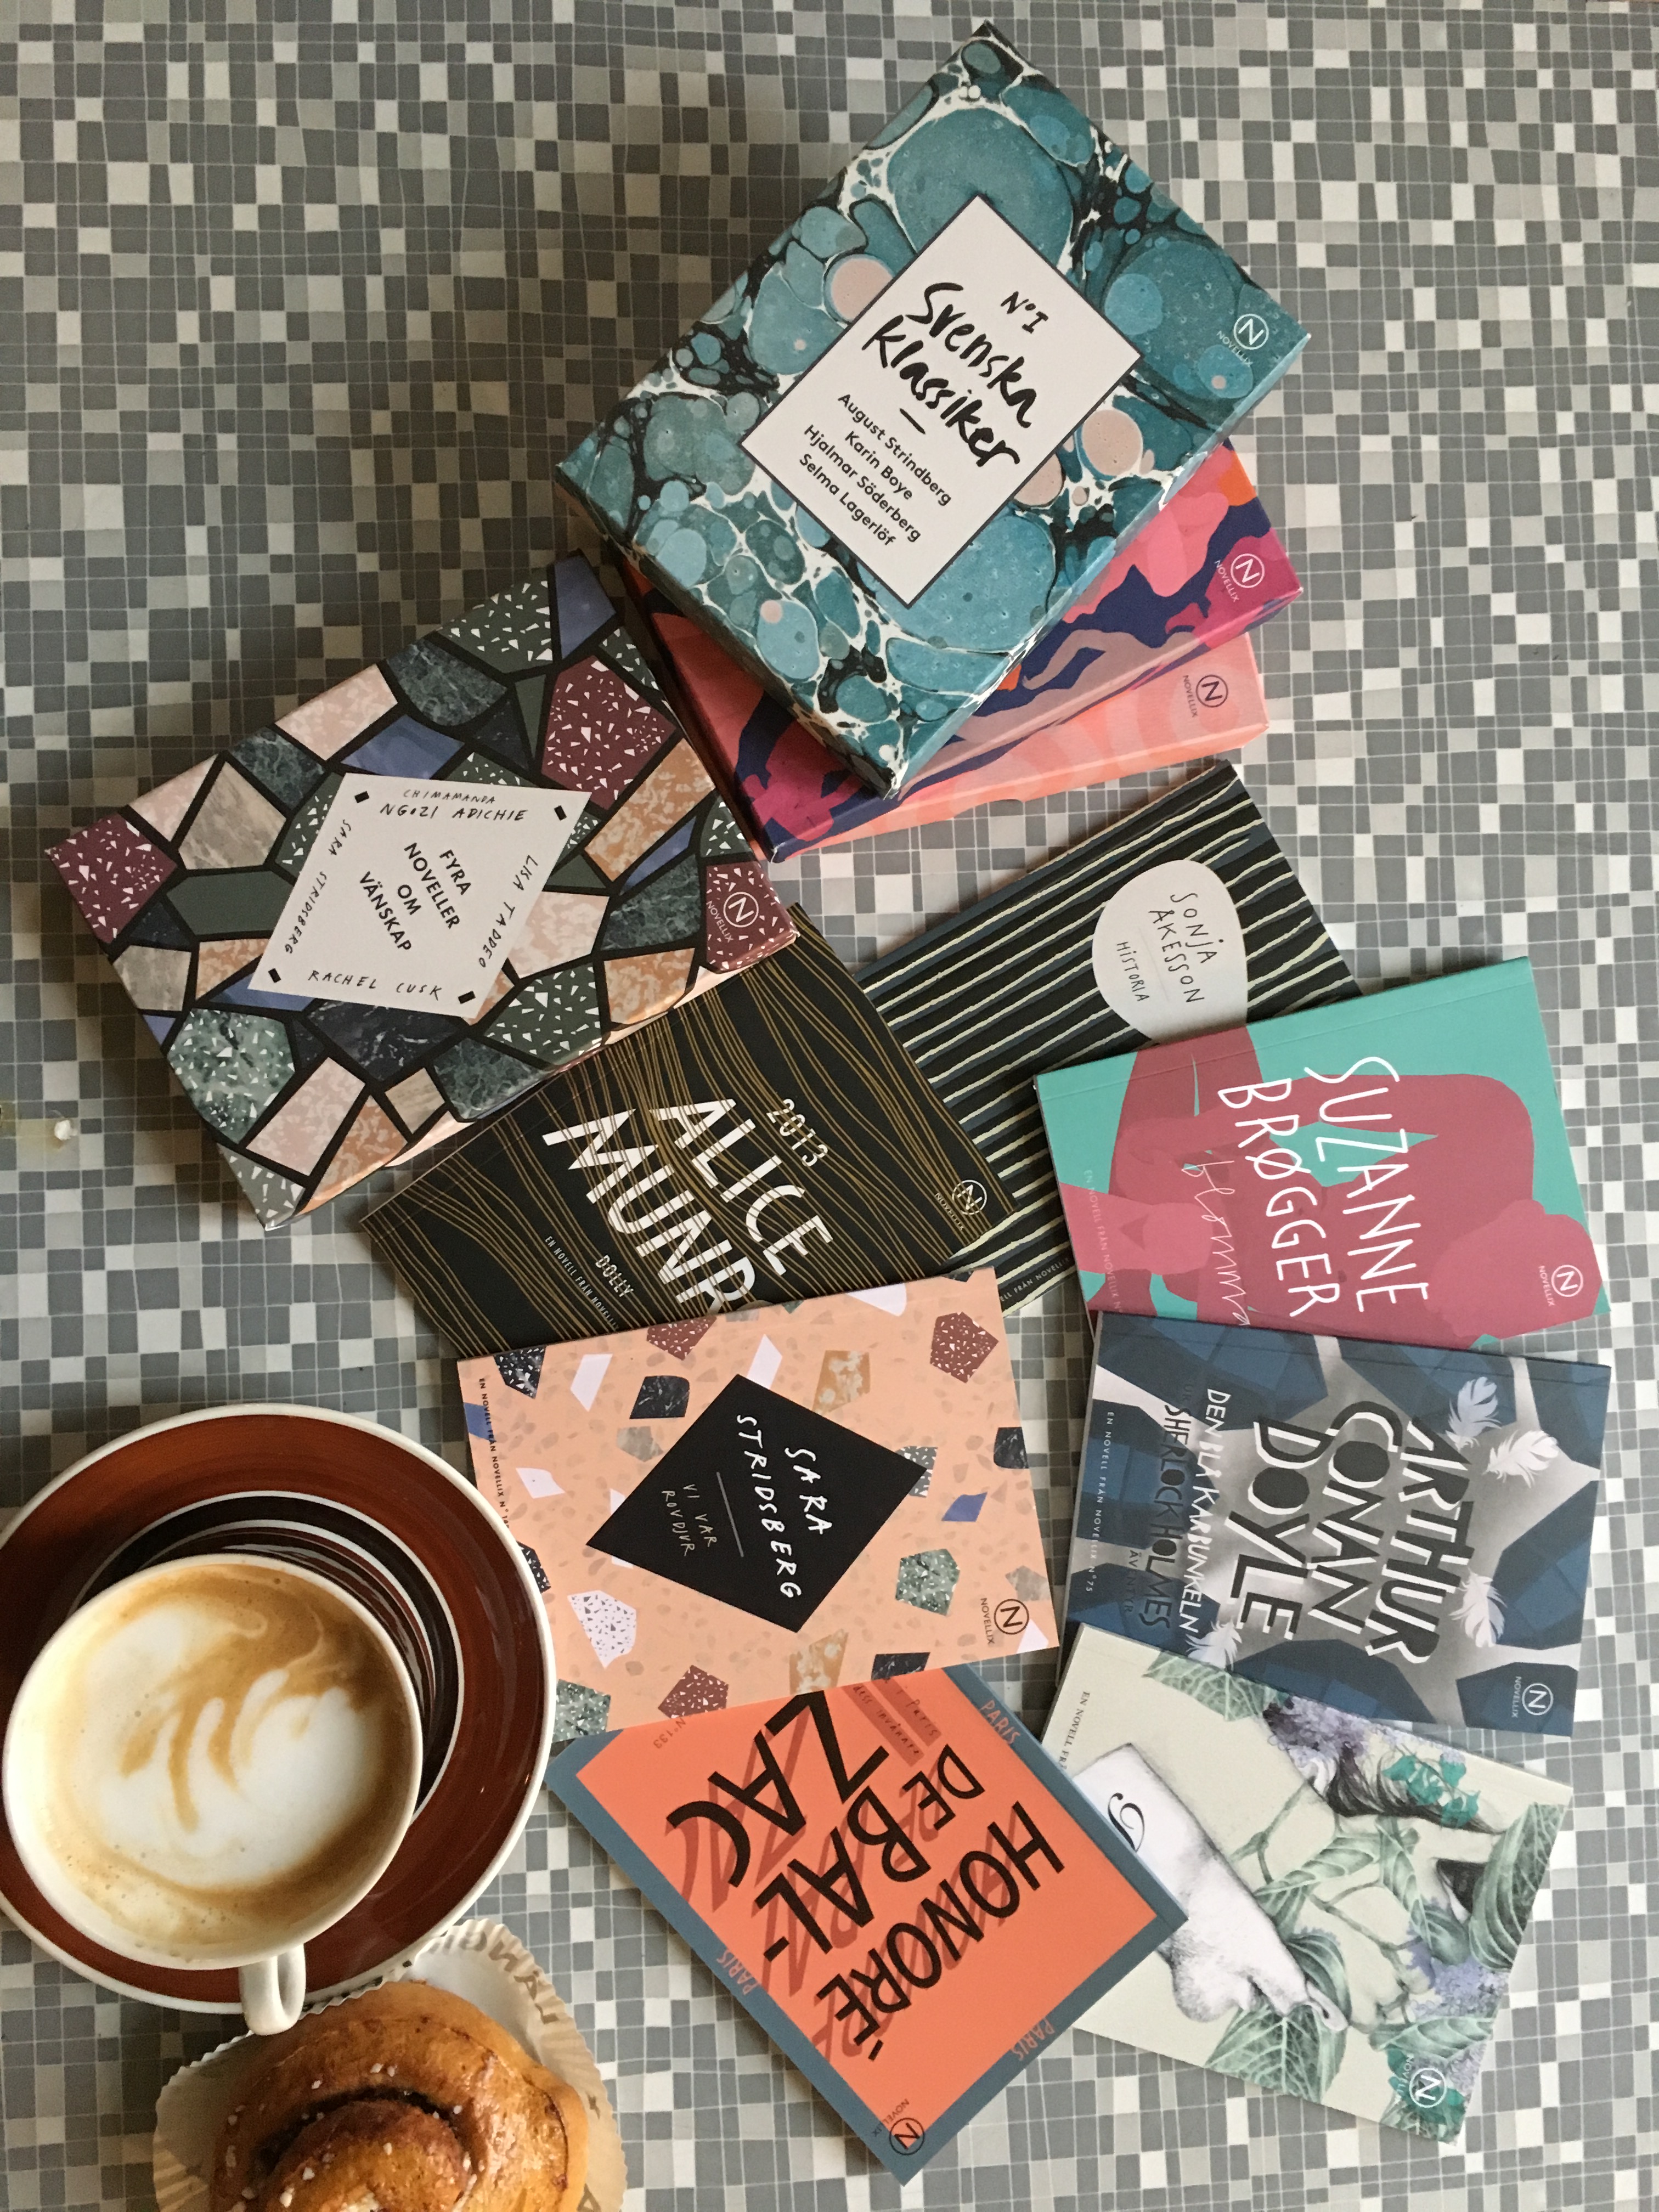 N
NOVELLIX
N°I
Svenska
klassiker
August Strindberg
Karin Boye
Hjalmar Söderberg
Selma Lagerlöf
N
NOVELLIX
N
NOVELLIX
SONJA
ÅKESSON
HISTORIA
N
NOVELLIX
SUZANNE
BRØGGER
blomma
EN NOVELL FRÅN NOVELLIX
N
NOVELLIX
ARTHUR
CONAN
DOYLE
DEN BLÅ KARBUNKELN
SHERLOCK HOLMES
ÄVENTYR
EN NOVELL FRÅN NOVELLIX N°75
N
NOVELLIX
EN NOVELL
N
NOVELLIX
2013
ALICE
MUNR
DOLLY
EN NOVELL FRÅN
N
NOVELLIX
SARA
STRIDSBERG
VI VAR
ROVDJUR
EN NOVELL FRÅN NOVELLIX
PARIS
PARIS
N
NOVELLIX
HONORÉ
DE BAL-
ZAC
PARIS
N°133
N
NOVELLIX
LISA TADDEO
CHIMAMANDA
NGOZI ADICHIE
FYRA
NOVELLER
OM
VÄNSKAP
RACHEL CUSK
SARA STRIDSBERG